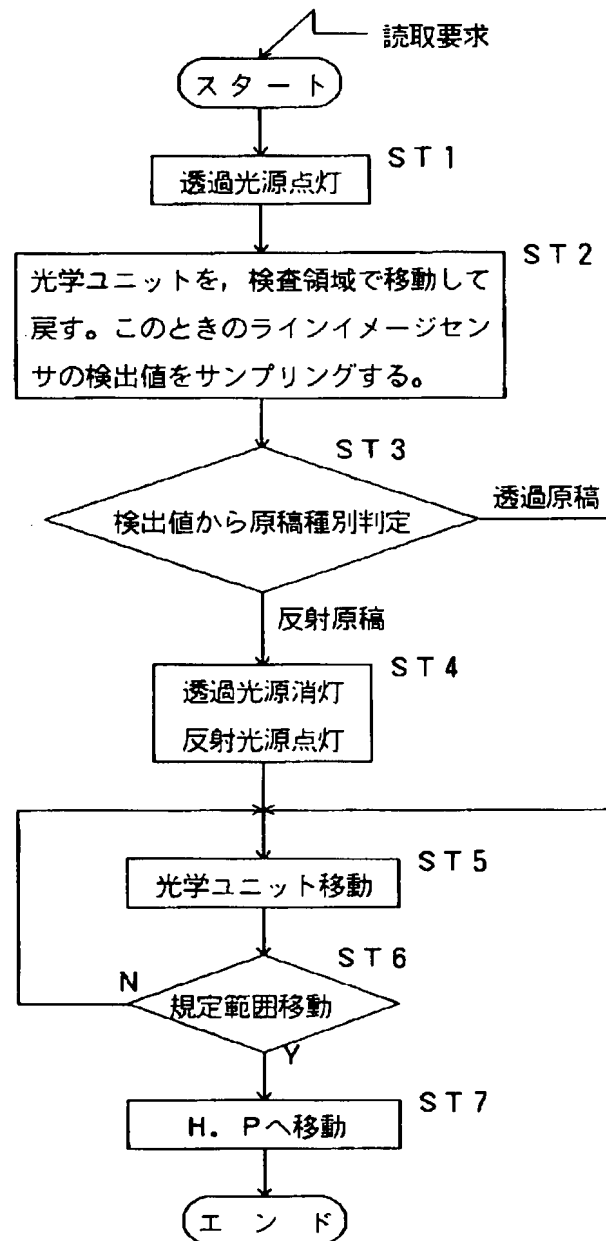 読取要求
スタート
ST1
透過光源点灯
ST2
光学ユニットを,検査領域で移動して
戻す。このときのラインイメージセン
サの検出値をサンプリングする。
ST3
検出値から原稿種別判定
透過原稿
反射原稿
ST4
透過光源消灯
反射光源点灯
ST5
光学ユニット移動
ST6
N
規定範囲移動
Y
ST7
H.Pへ移動
エンド